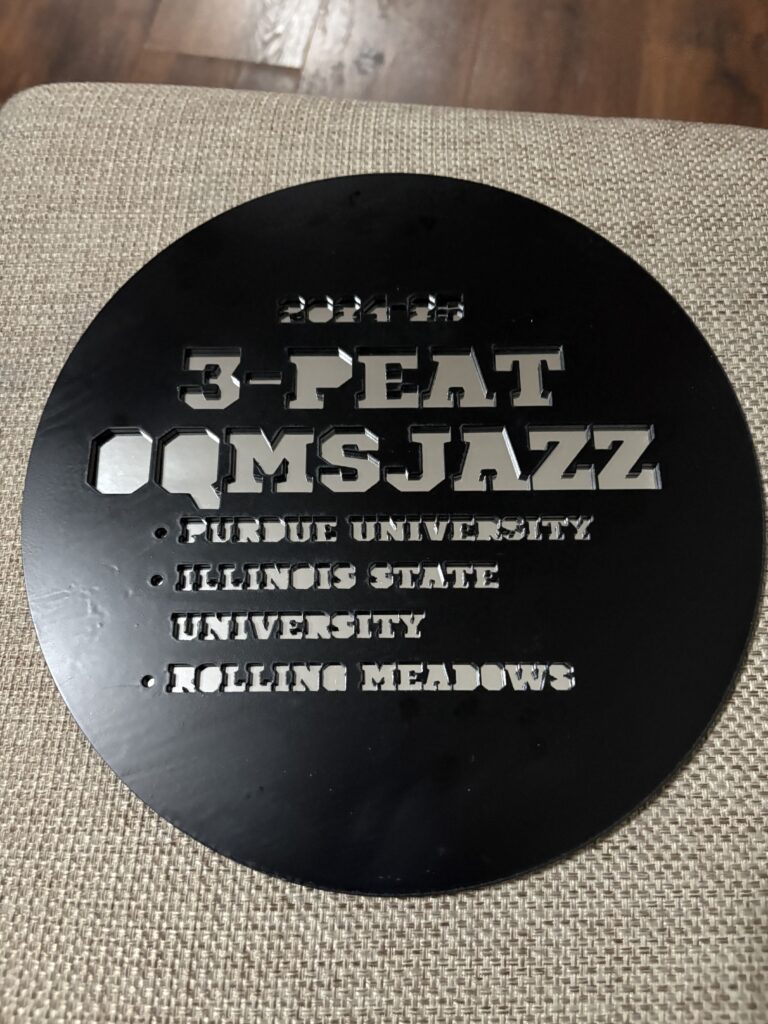 3-PEAT
OQMSJAZZ
• PURDUE UNIVERSITY
• ILLINOIS STATE
UNIVERSITY
• ROLLING MEADOWS